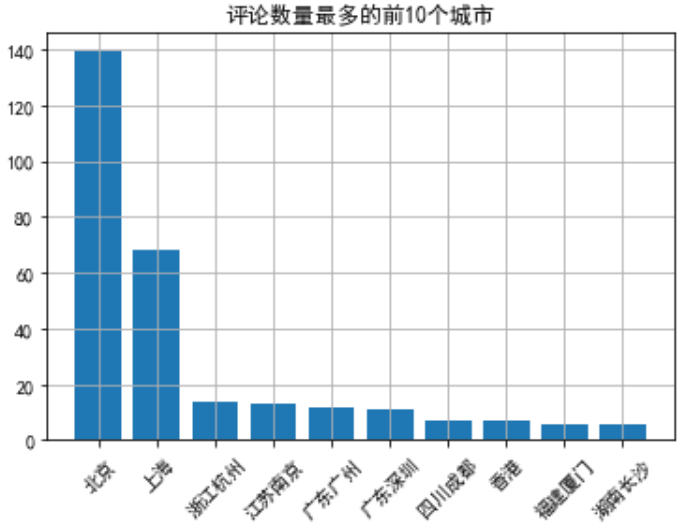 评论数量最多的前10个城市
140
120
100
80
60
40
20
0
北京
上海
浙江杭州
江苏南京
广东广州
广东深圳
四川成都
香港
福建厦门
湖南长沙